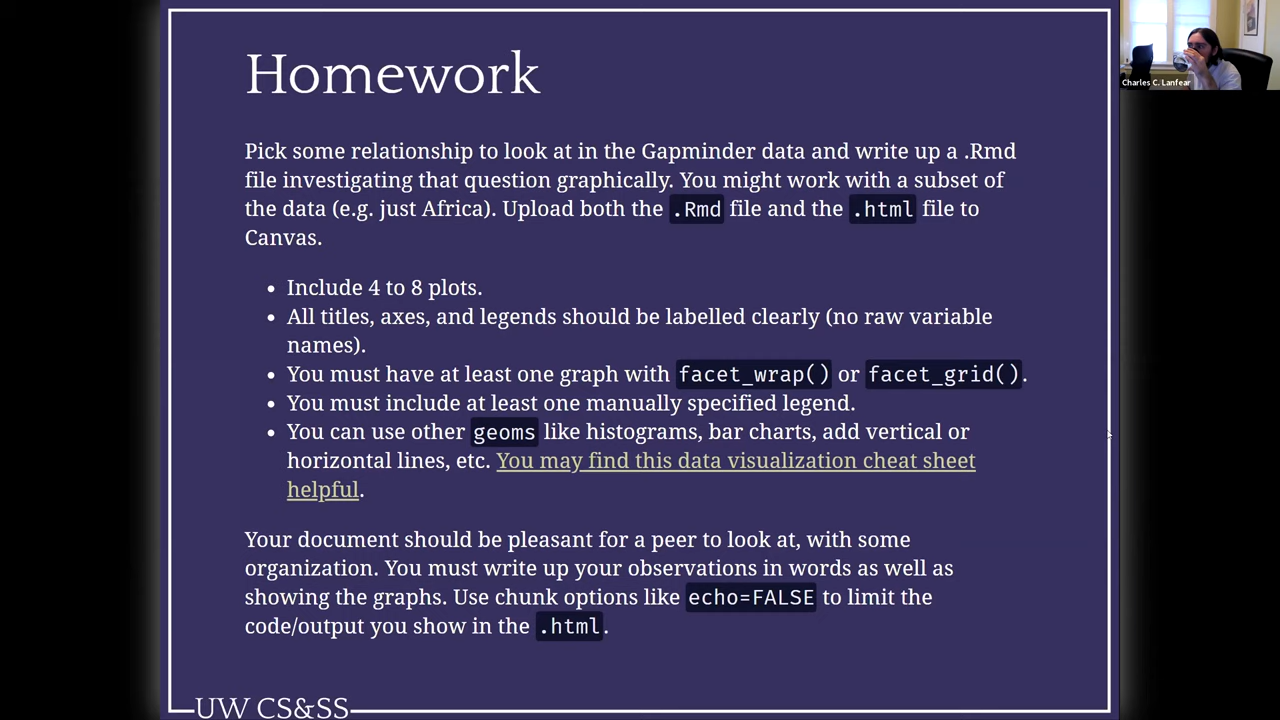 Homework
Pick some relationship to look at in the Gapminder data and write up a .Rmd
file investigating that question graphically. You might work with a subset of
the data (e.g. just Africa). Upload both the .Rmd file and the .html file to
Canvas.
• Include 4 to 8 plots.
• All titles, axes, and legends should be labelled clearly (no raw variable
names).
• You must have at least one graph with facet_wrap() or facet_grid().
• You must include at least one manually specified legend.
• You can use other geoms like histograms, bar charts, add vertical or
horizontal lines, etc. You may find this data visualization cheat sheet
helpful.
Your document should be pleasant for a peer to look at, with some
organization. You must write up your observations in words as well as
showing the graphs. Use chunk options like echo=FALSE to limit the
code/output you show in the .html.
UW CS&SS
Charles C. Lanfear